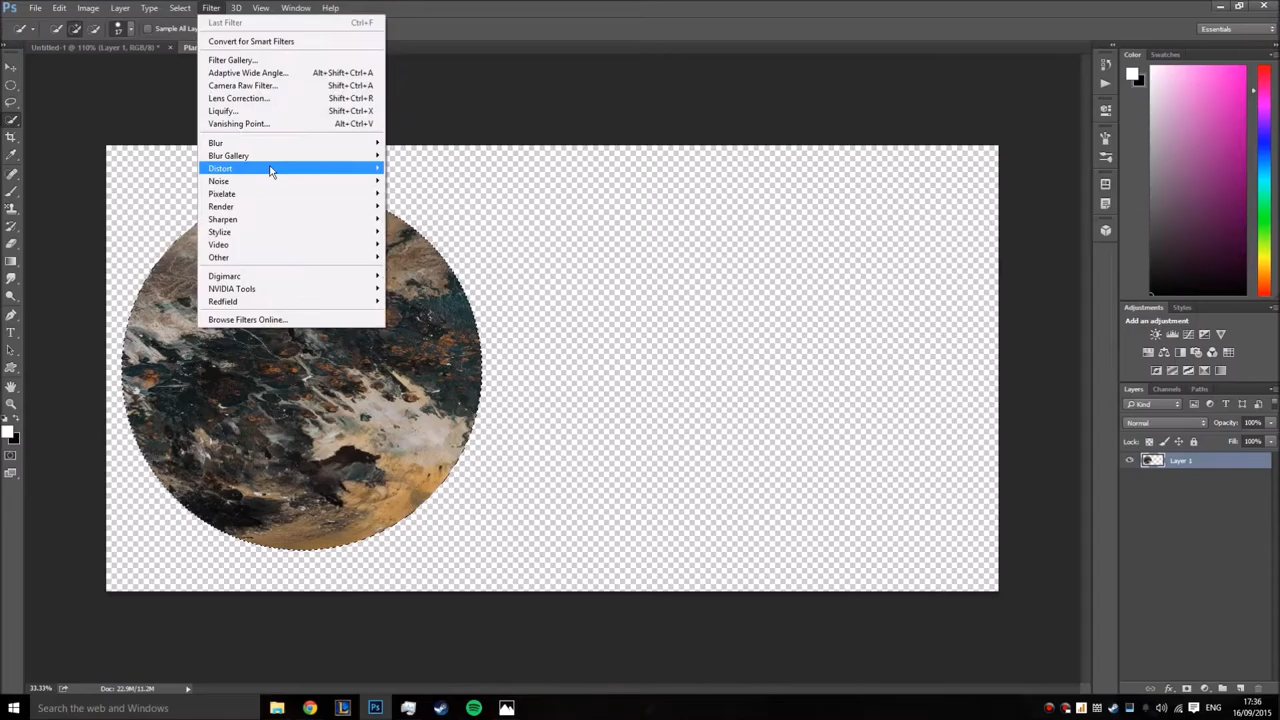 Ps File Edit Image Layer Type Select Filter 3D View Window Help
17 Sample All Lay
Essentials
Untitled-1 @ 110% (Layer 1, RGB/8) * × Plan
Last Filter Ctrl+F
Convert for Smart Filters
Filter Gallery...
Adaptive Wide Angle... Alt+Shift+Ctrl+A
Camera Raw Filter... Shift+Ctrl+A
Lens Correction... Shift+Ctrl+R
Liquify... Shift+Ctrl+X
Vanishing Point... Alt+Ctrl+V
Blur
Blur Gallery
Distort
Noise
Pixelate
Render
Sharpen
Stylize
Video
Other
Digimarc
NVIDIA Tools
Redfield
Browse Filters Online...
Color Swatches
Adjustments Styles
Add an adjustment
Layers Channels Paths
Kind
Normal Opacity: 100%
Lock: Fill: 100%
Layer 1
33.33% Doc: 22.9M/11.2M
Search the web and Windows
ENG
17:36
16/09/2015